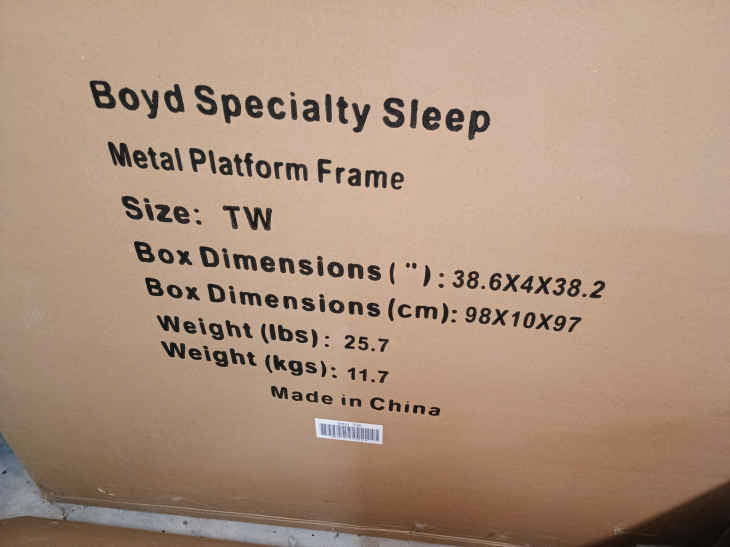 Boyd Specialty Sleep
Metal Platform Frame
Size: TW
Box Dimensions ( " ) : 38.6X4X38.2
Box Dimensions (cm): 98X10X97
Weight (lbs) : 25.7
Weight (kgs) : 11.7
Made in China